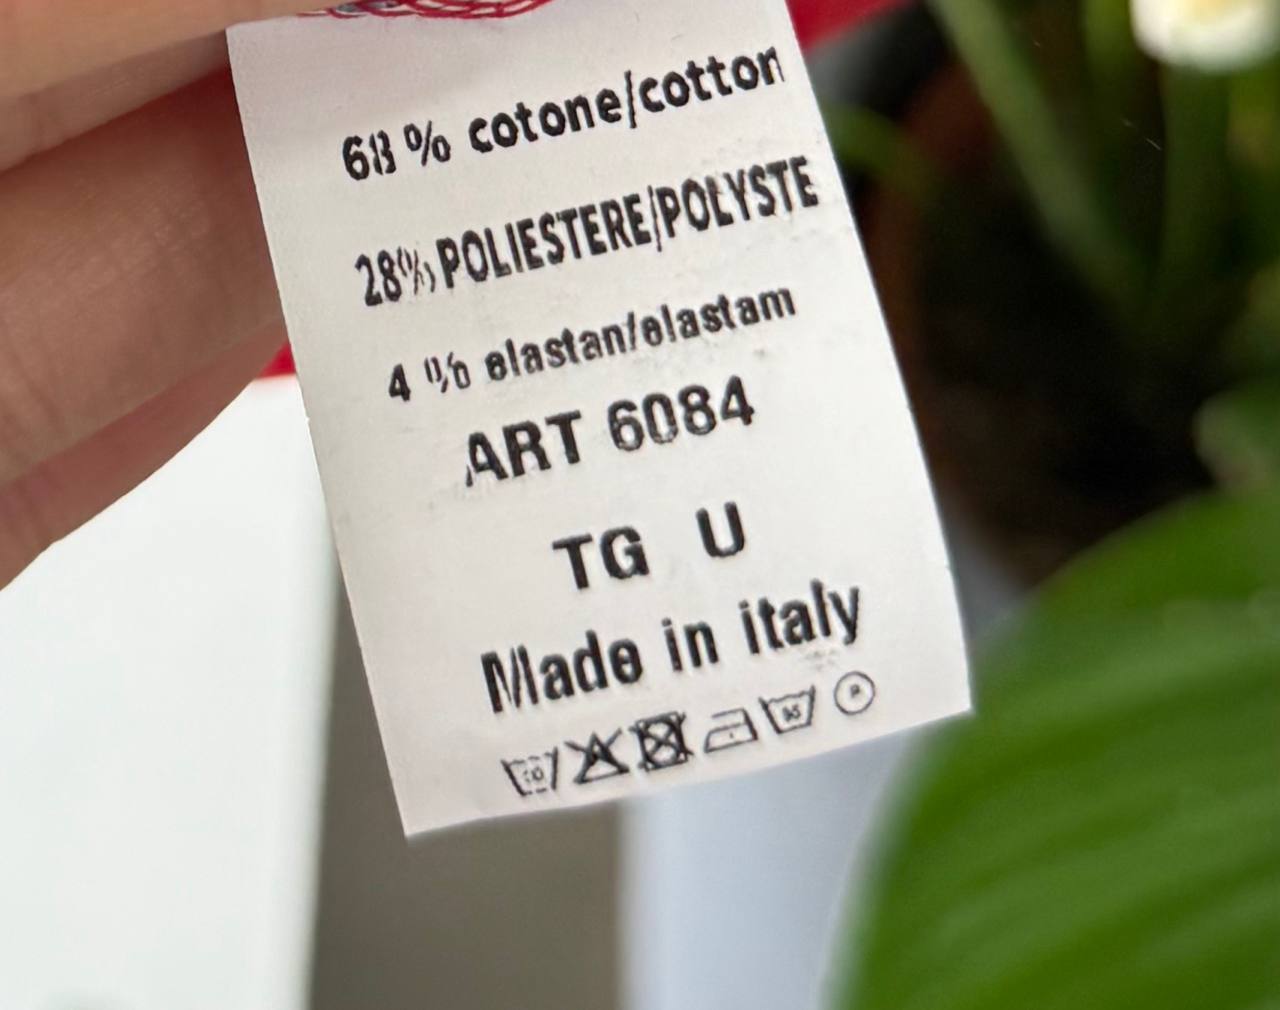 68 % cotone/cotton
28% POLIESTERE/POLYSTE
4 % elastan/elastam
ART 6084
TG U
Made in italy